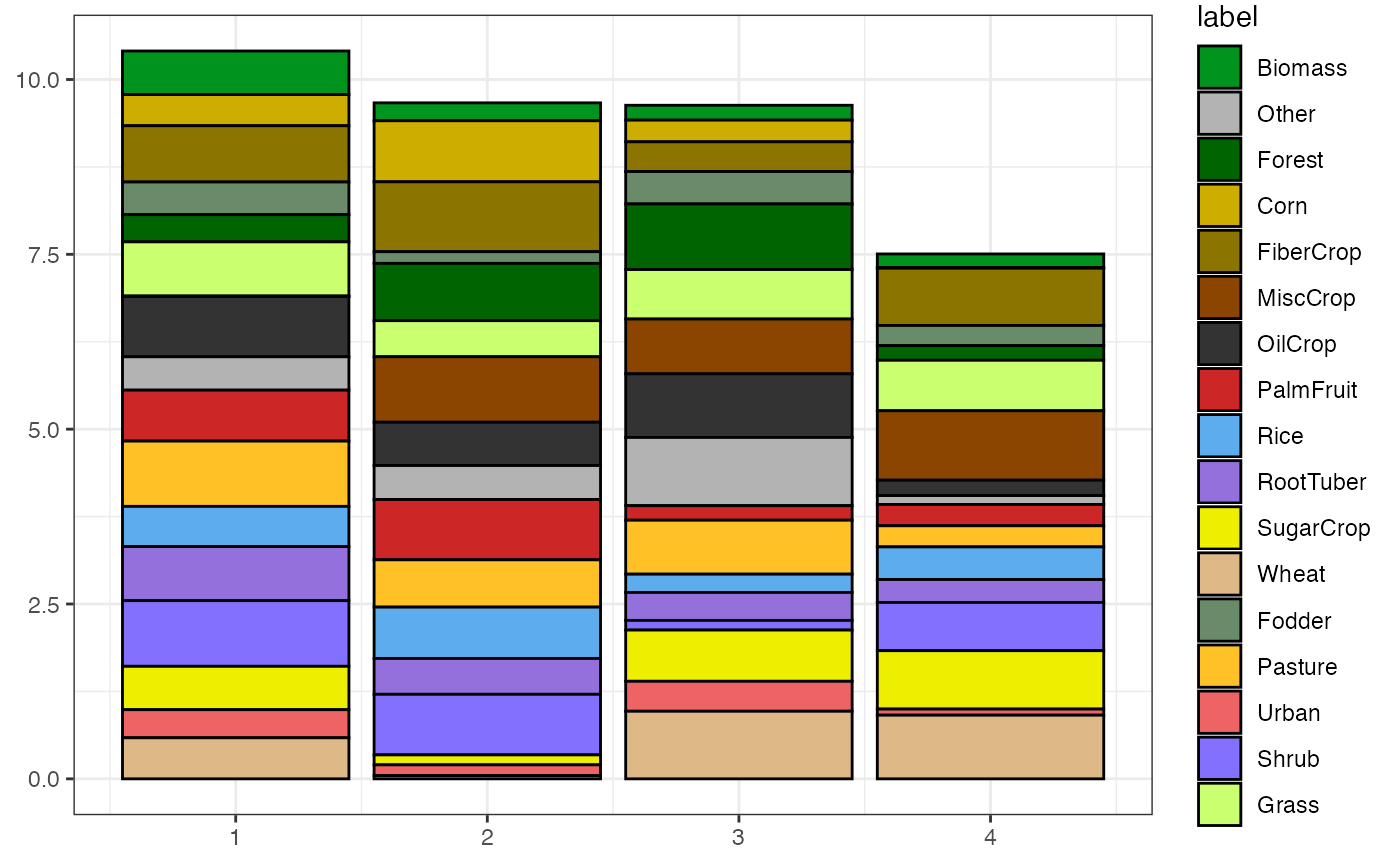 10.0
7.5
5.0
2.5
0.0
1 2 3 4
label
Biomass
Other
Forest
Corn
FiberCrop
MiscCrop
OilCrop
PalmFruit
Rice
RootTuber
SugarCrop
Wheat
Fodder
Pasture
Urban
Shrub
Grass